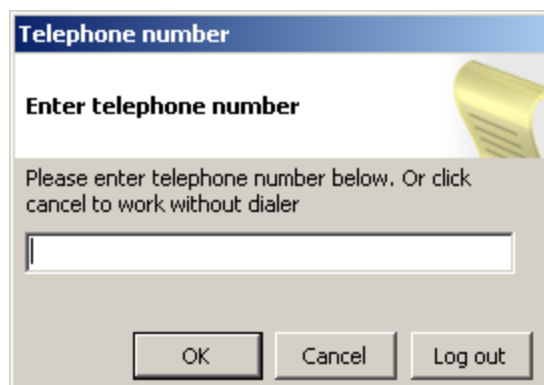 Telephone number
Enter telephone number
Please enter telephone number below. Or click
cancel to work without dialer
OK
Cancel
Log out